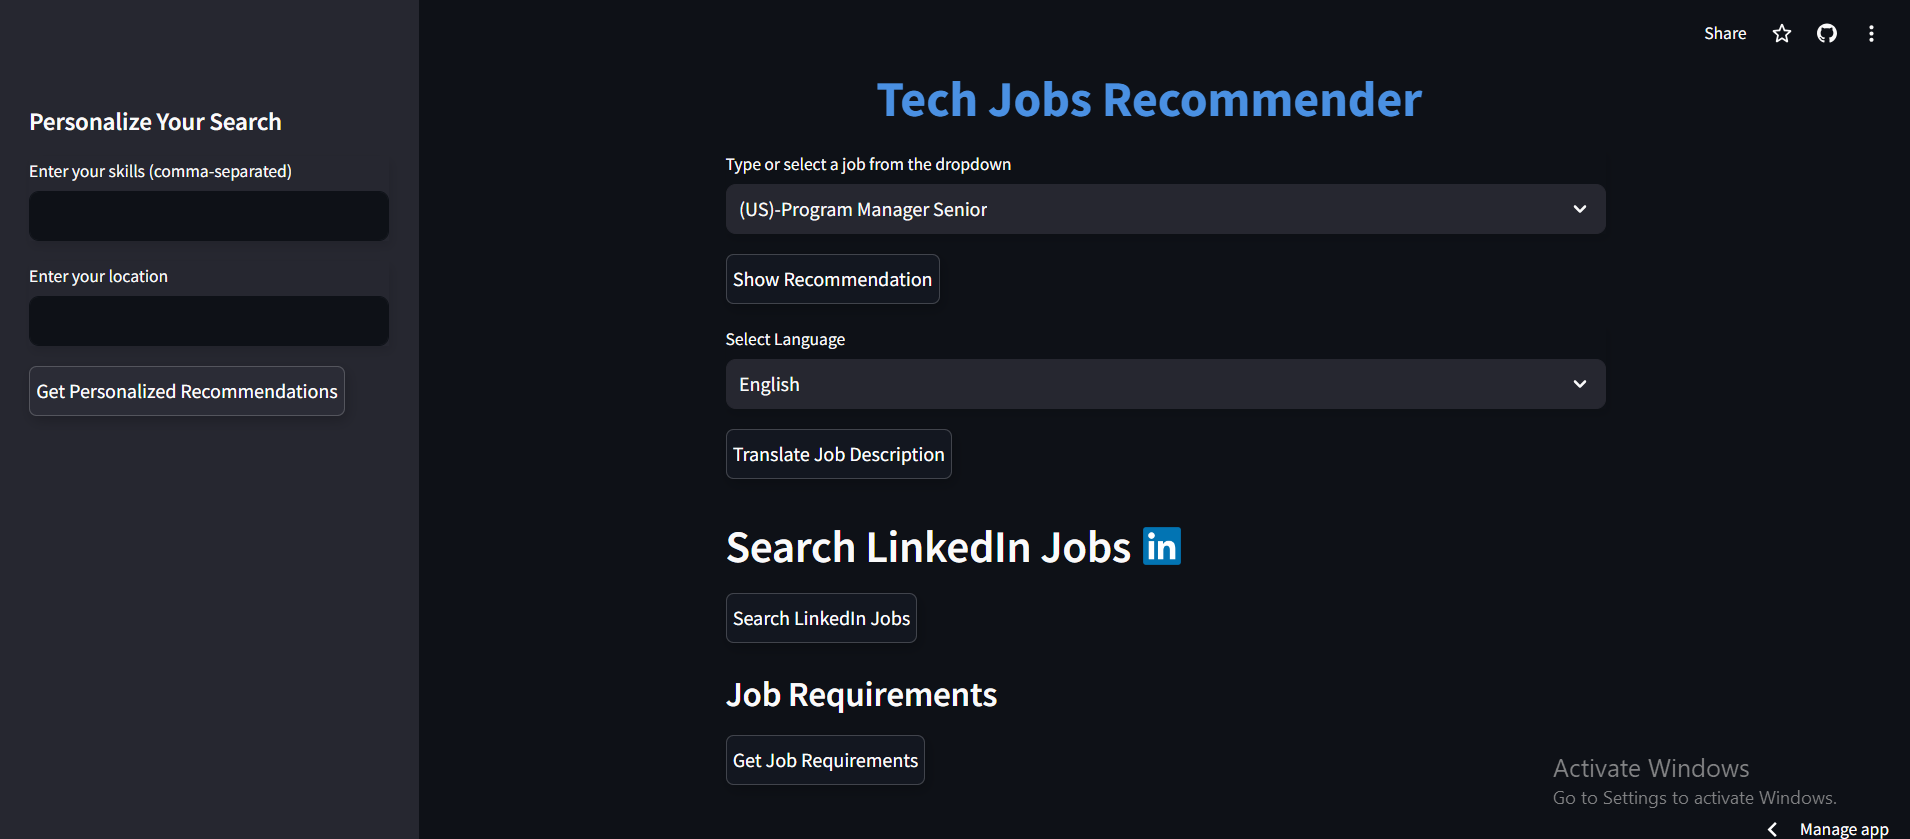 Share
Personalize Your Search
Enter your skills (comma-separated)
Enter your location
Get Personalized Recommendations
Tech Jobs Recommender
Type or select a job from the dropdown
(US)-Program Manager Senior
Show Recommendation
Select Language
English
Translate Job Description
Search LinkedIn Jobs in
Search LinkedIn Jobs
Job Requirements
Get Job Requirements
Activate Windows
Go to Settings to activate Windows.
Manage app